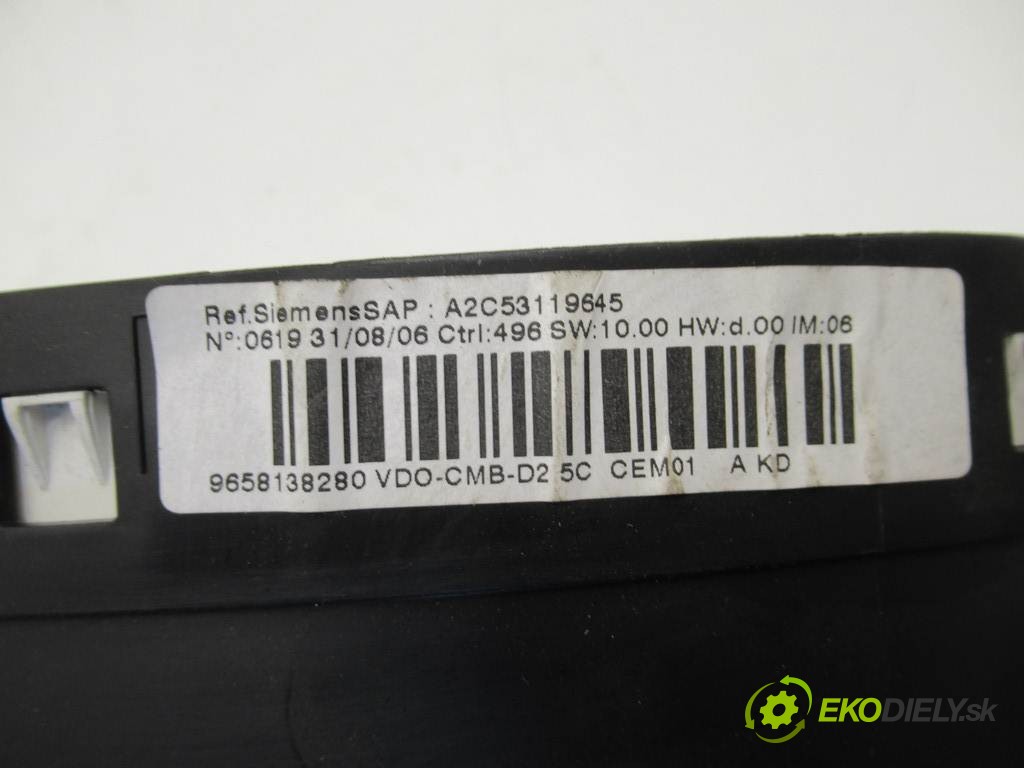 Ref.SiemensSAP : A2C53119645
N°:0619 31/08/06 Ctrl:496 SW:10.00 HW:d.00 IM:06
9658138280 VDO-CMB-D2 5C CEM01 A KD
EKODIELY.sk